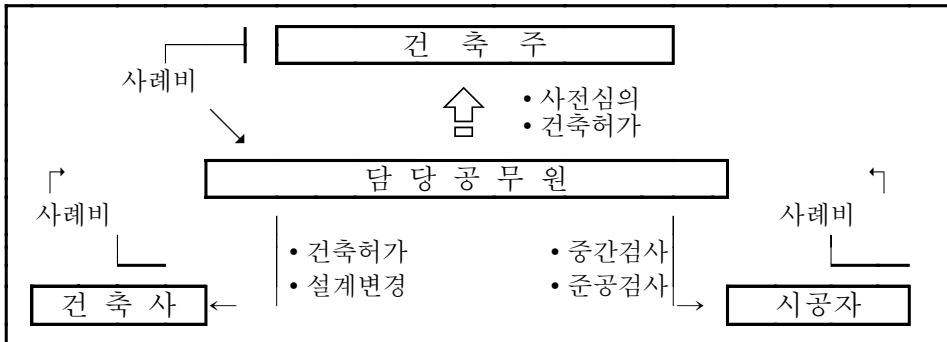 건 축 주
사례비
• 사전심의
• 건축허가
담 당 공 무 원
사례비
사례비
• 건축허가
• 설계변경
• 중간검사
• 준공검사
건 축 사
시공자